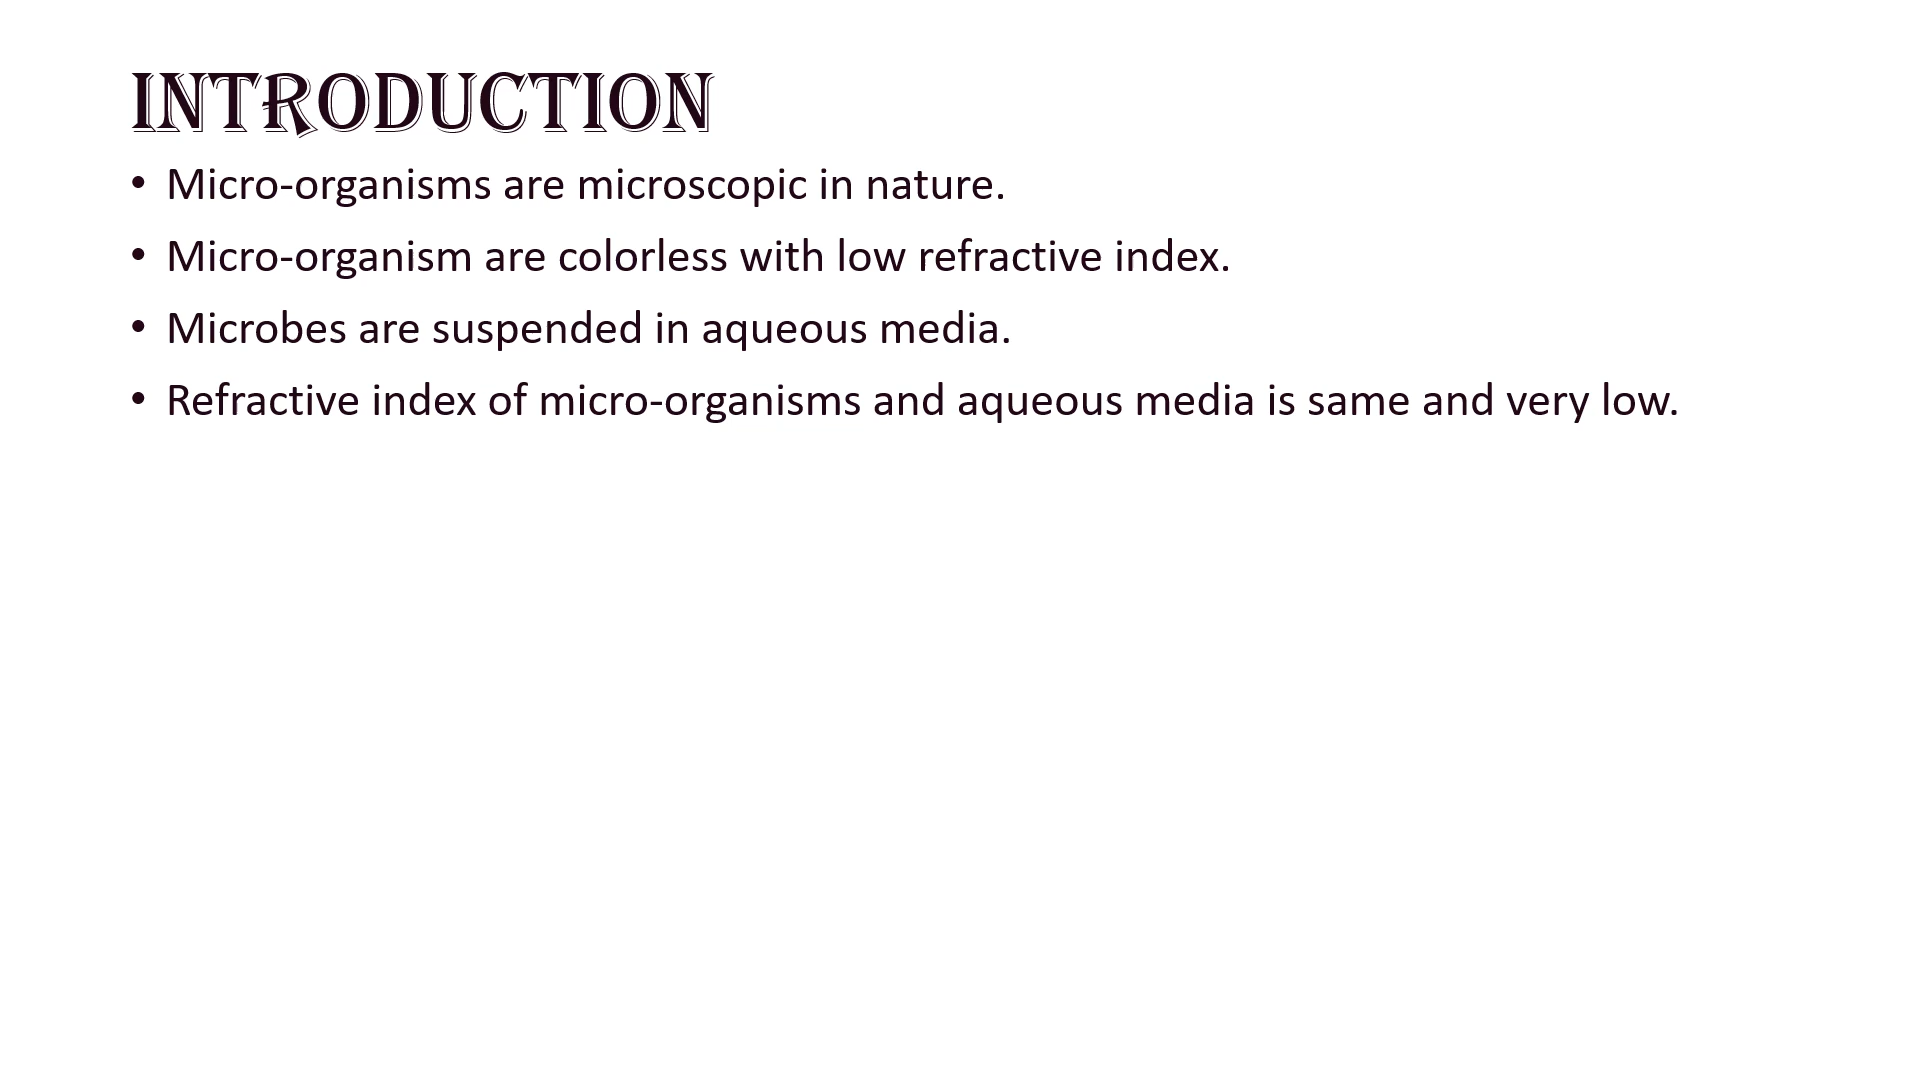 INTRODUCTION
• Micro-organisms are microscopic in nature.
• Micro-organism are colorless with low refractive index.
• Microbes are suspended in aqueous media.
• Refractive index of micro-organisms and aqueous media is same and very low.